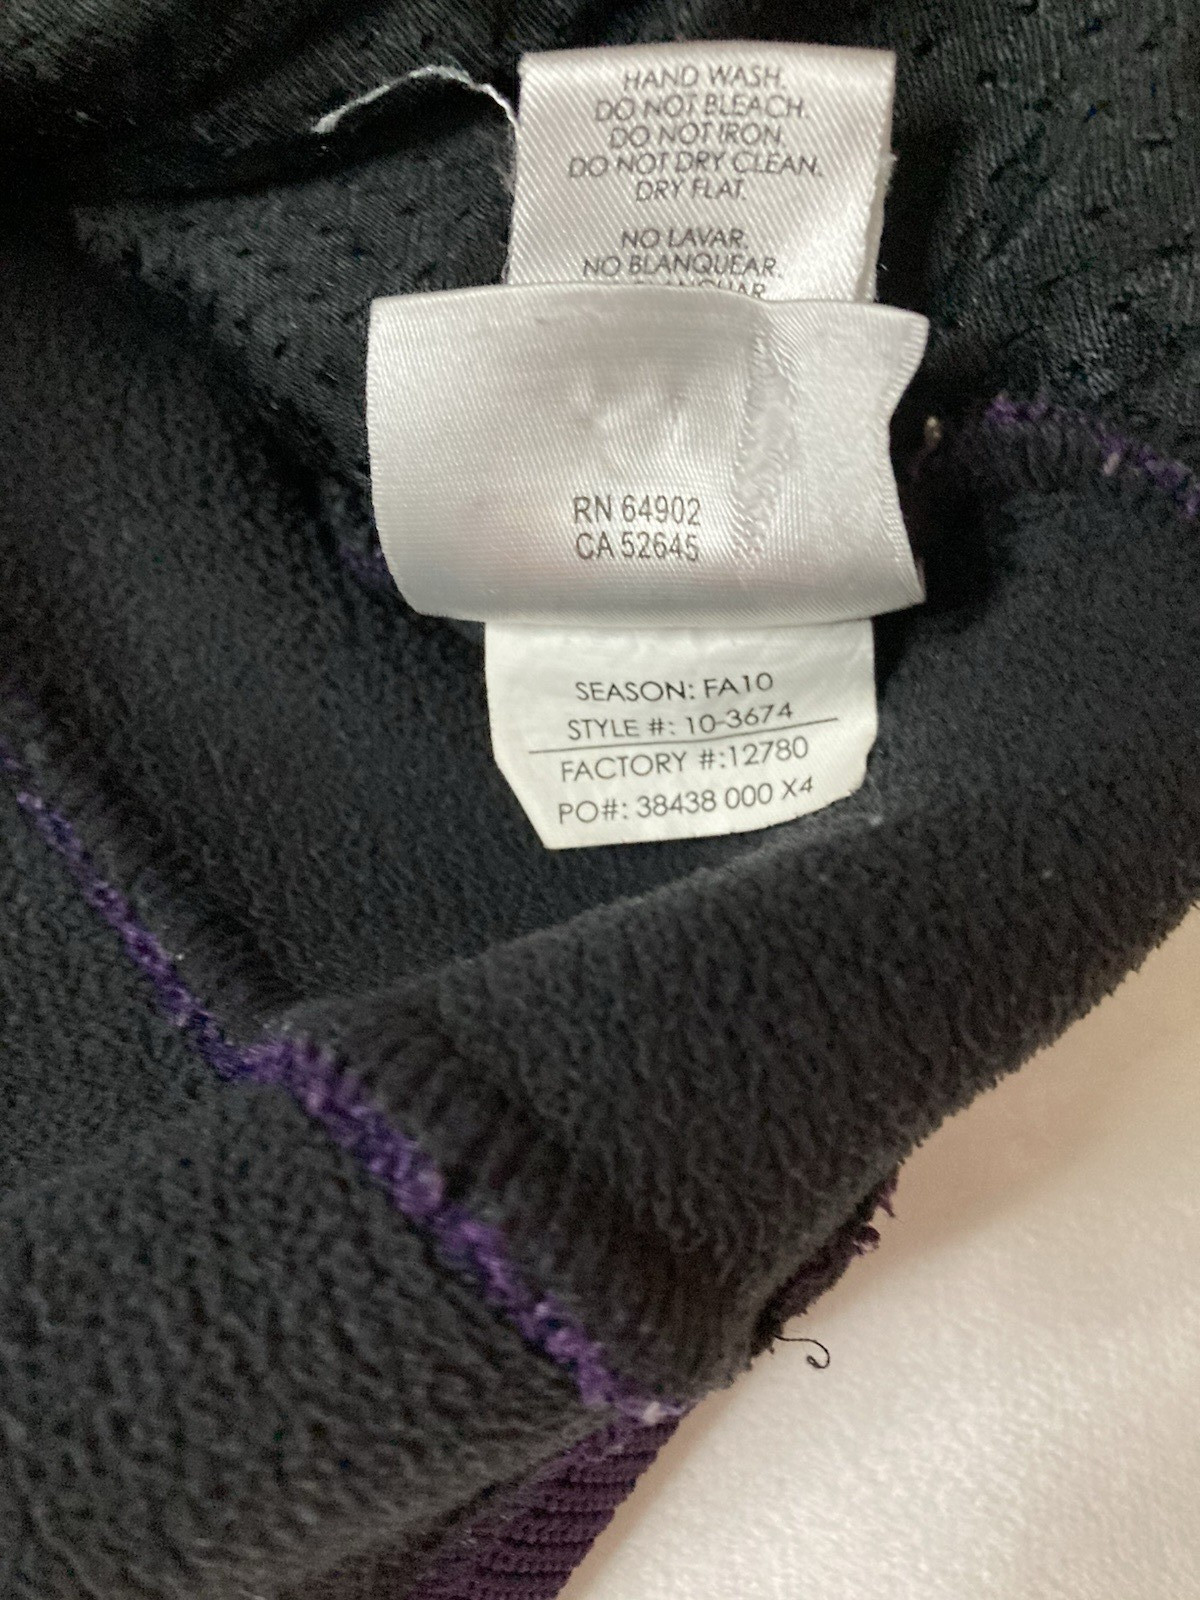 HAND WASH.
DO NOT BLEACH.
DO NOT IRON.
DO NOT DRY CLEAN.
DRY FLAT.
NO LAVAR.
NO BLANQUEAR.
RN 64902
CA 52645
SEASON: FA10
STYLE #: 10-3674
FACTORY #:12780
PO#: 38438 000 X4